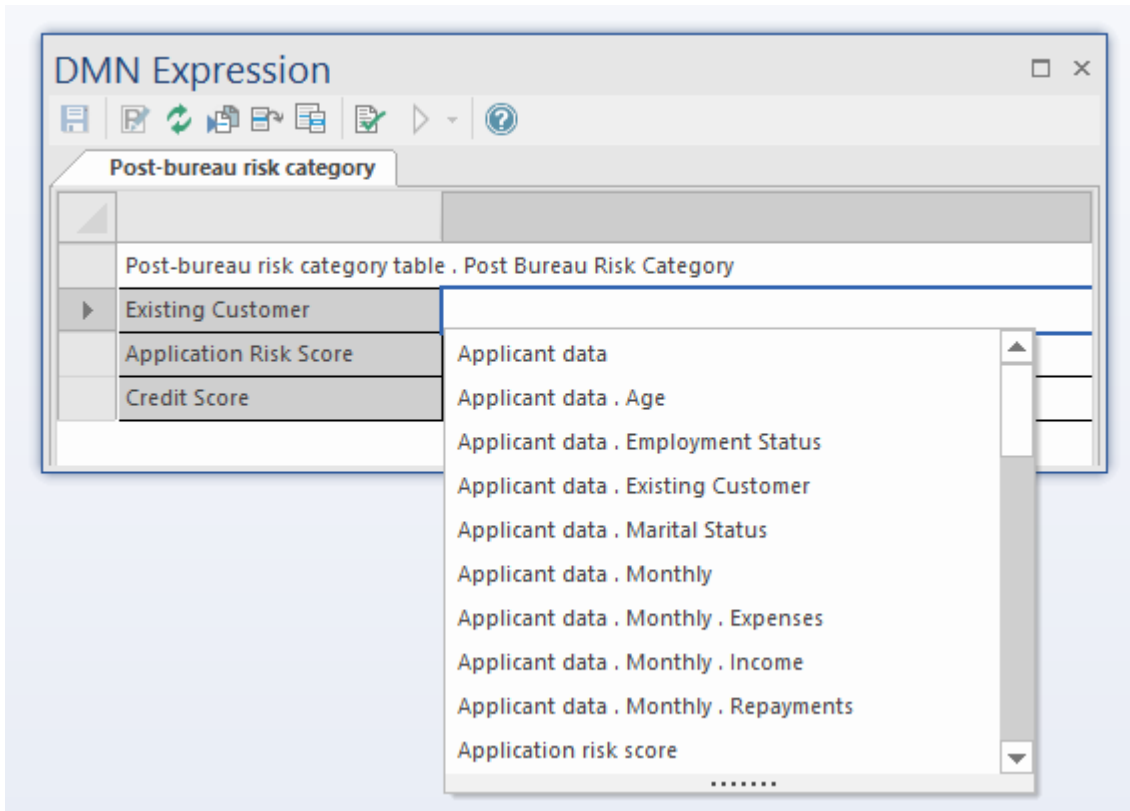 DMN Expression
Post-bureau risk category
Post-bureau risk category table . Post Bureau Risk Category
Existing Customer
Application Risk Score
Credit Score
Applicant data
Applicant data . Age
Applicant data . Employment Status
Applicant data . Existing Customer
Applicant data . Marital Status
Applicant data . Monthly
Applicant data . Monthly . Expenses
Applicant data . Monthly . Income
Applicant data . Monthly . Repayments
Application risk score